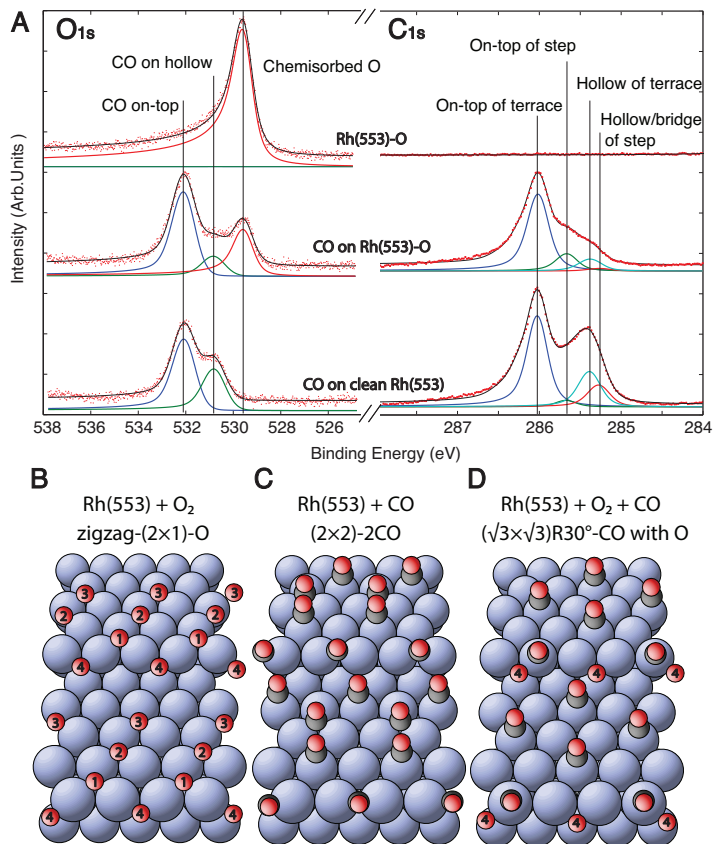 A
O1s
C1s
CO on hollow
Chemisorbed O
CO on-top
Rh(553)-O
On-top of step
On-top of terrace
Hollow of terrace
Hollow/bridge
of step
Intensity (Arb.Units)
CO on Rh(553)-O
CO on clean Rh(553)
538 536 534 532 530 528 526
287 286 285 284
Binding Energy (eV)
B
Rh(553) + O₂
zigzag-(2×1)-O
C
Rh(553) + CO
(2×2)-2CO
D
Rh(553) + O₂ + CO
(√3×√3)R30°-CO with O
3 3 3
2 2 2
1 1
4 4 4
3 3 3
2 2
1 1
4 4 4
4 4 4
4 4 4